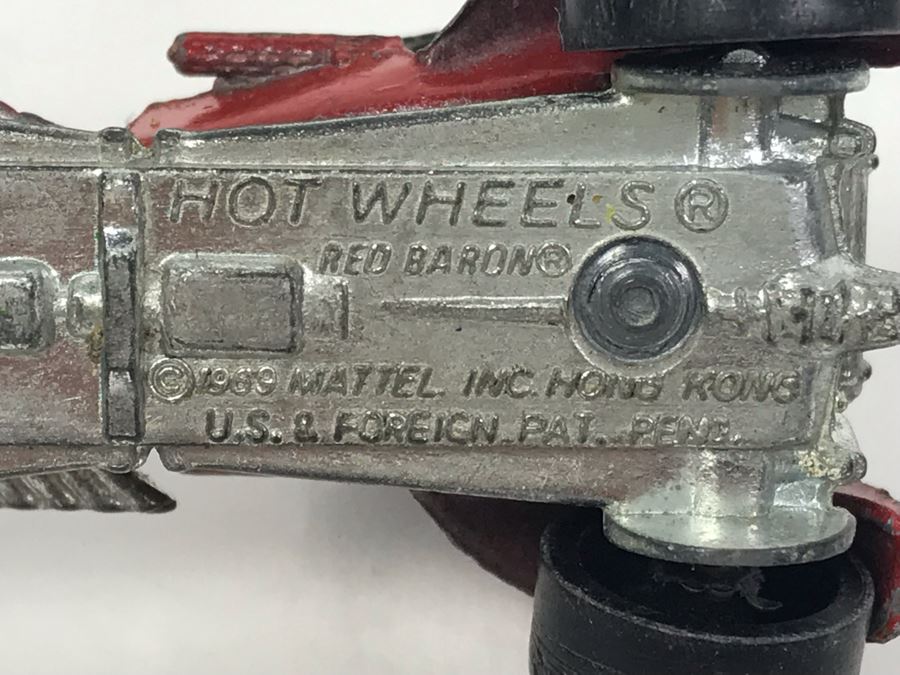 HOT WHEELS®
RED BARON®
©1969 MATTEL. INC. HONG KONG
U.S. & FOREIGN PAT. PEND.